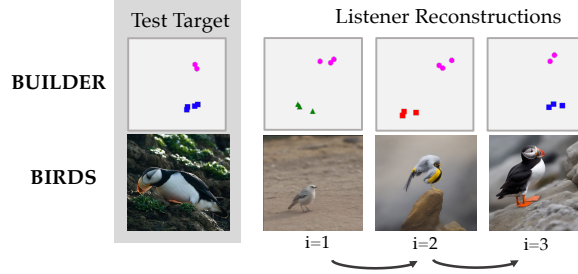 Test Target
Listener Reconstructions
BUILDER
BIRDS
i=1
i=2
i=3